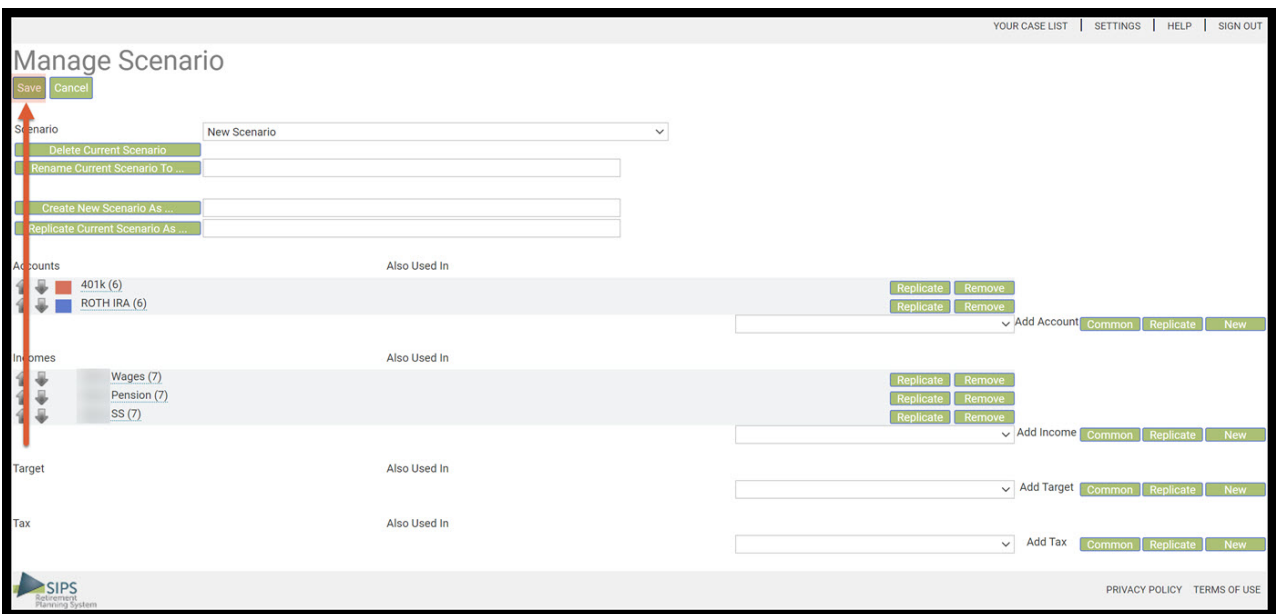 YOUR CASE LIST | SETTINGS | HELP | SIGN OUT
Manage Scenario
Save Cancel
Scenario New Scenario
Delete Current Scenario
Rename Current Scenario To ...
Create New Scenario As ...
Replicate Current Scenario As ...
Accounts Also Used In
401k (6) Replicate Remove
ROTH IRA (6) Replicate Remove
Add Account Common Replicate New
Incomes Also Used In
Wages (7) Replicate Remove
Pension (7) Replicate Remove
SS (7) Replicate Remove
Add Income Common Replicate New
Target Also Used In
Add Target Common Replicate New
Tax Also Used In
Add Tax Common Replicate New
SIPS
Retirement
Planning System
PRIVACY POLICY TERMS OF USE